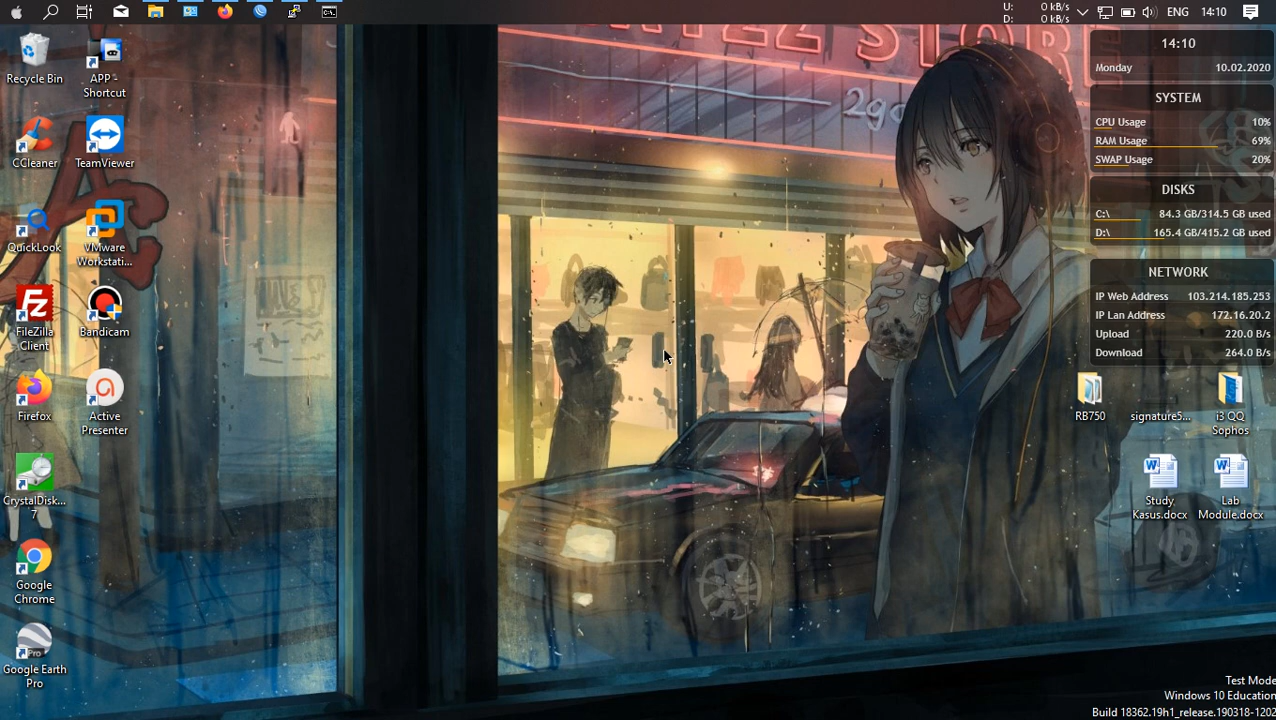 U: 0 kB/s
D: 0 kB/s
ENG 14:10
Recycle Bin
APP -
Shortcut
CCleaner
TeamViewer
QuickLook
VMware
Workstati...
FileZilla
Client
Bandicam
Firefox
Active
Presenter
CrystalDisk...
7
Google
Chrome
Google Earth
Pro
STORE
14:10
Monday 10.02.2020
SYSTEM
CPU Usage 10%
RAM Usage 69%
SWAP Usage 20%
DISKS
C:\ 84.3 GB/314.5 GB used
D:\ 165.4 GB/415.2 GB used
NETWORK
IP Web Address 103.214.185.253
IP Lan Address 172.16.20.2
Upload 220.0 B/s
Download 264.0 B/s
RB750
signature5...
i3 QQ
Sophos
Study
Kasus.docx
Lab
Module.docx
Test Mode
Windows 10 Education
Build 18362.19h1_release.190318-1202